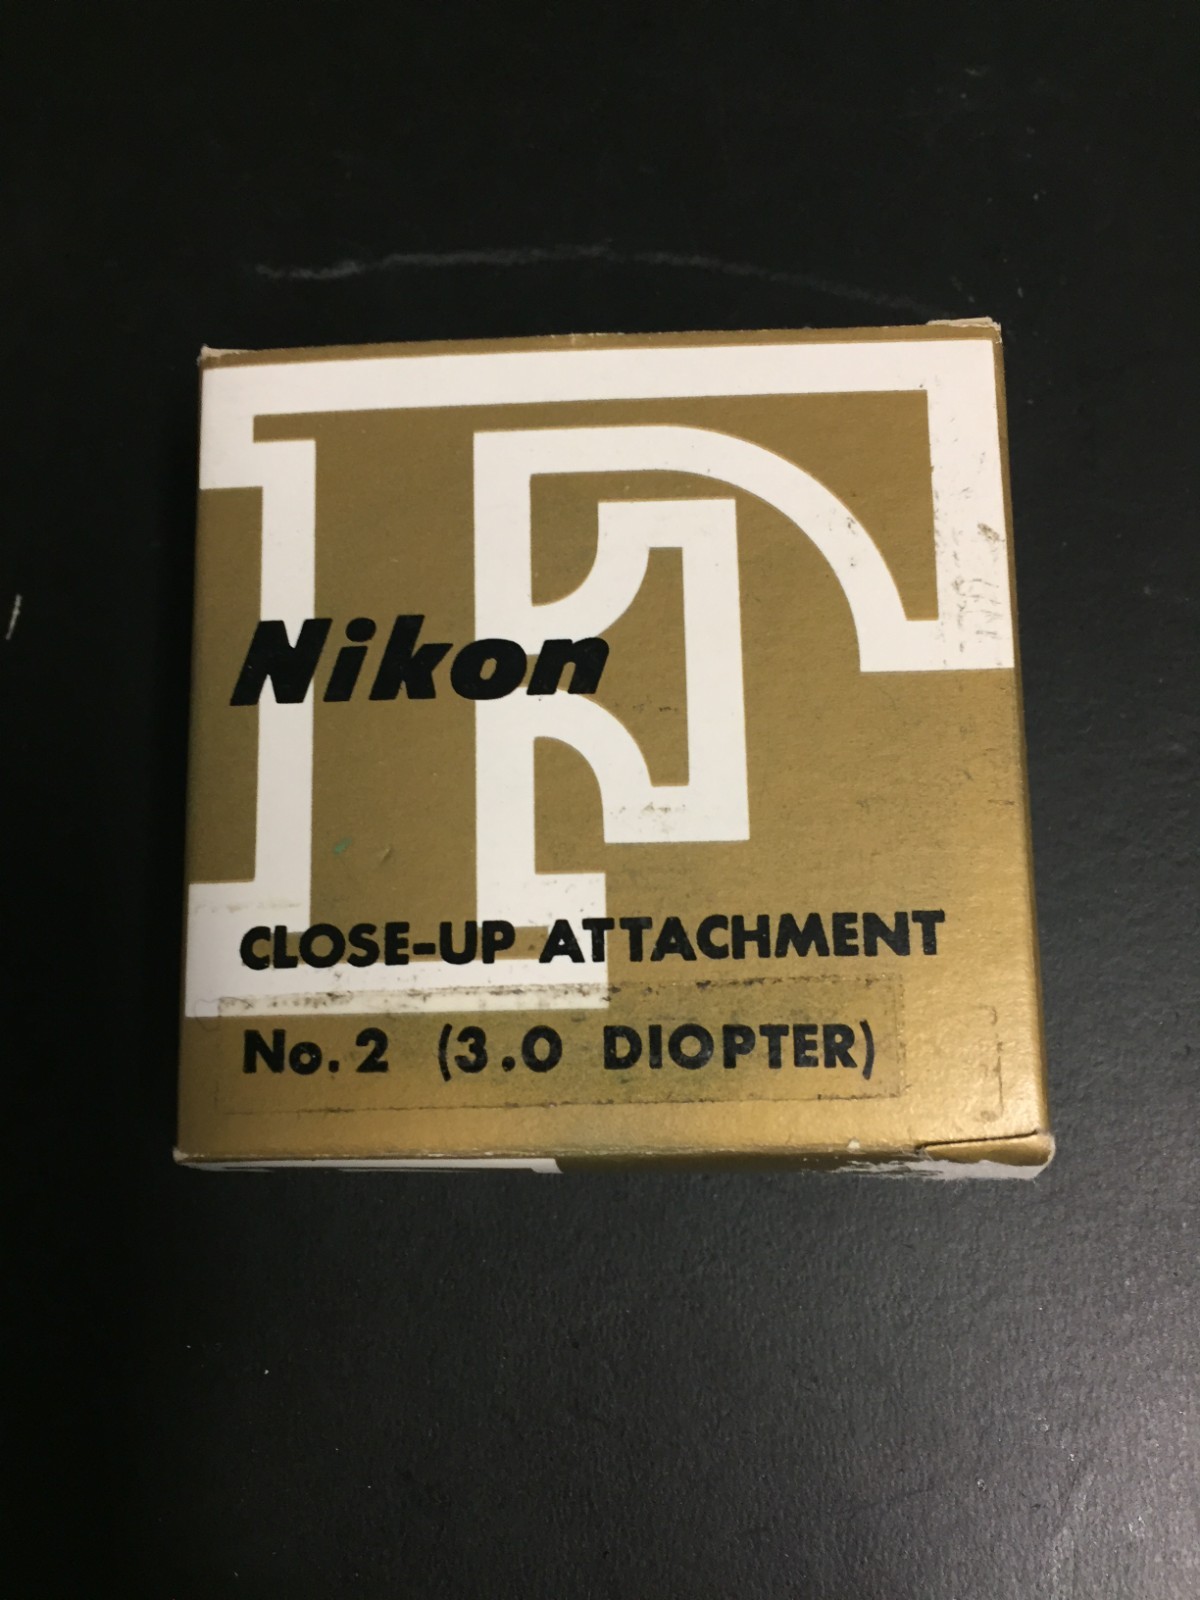 F
Nikon
CLOSE-UP ATTACHMENT
No. 2 (3.0 DIOPTER)